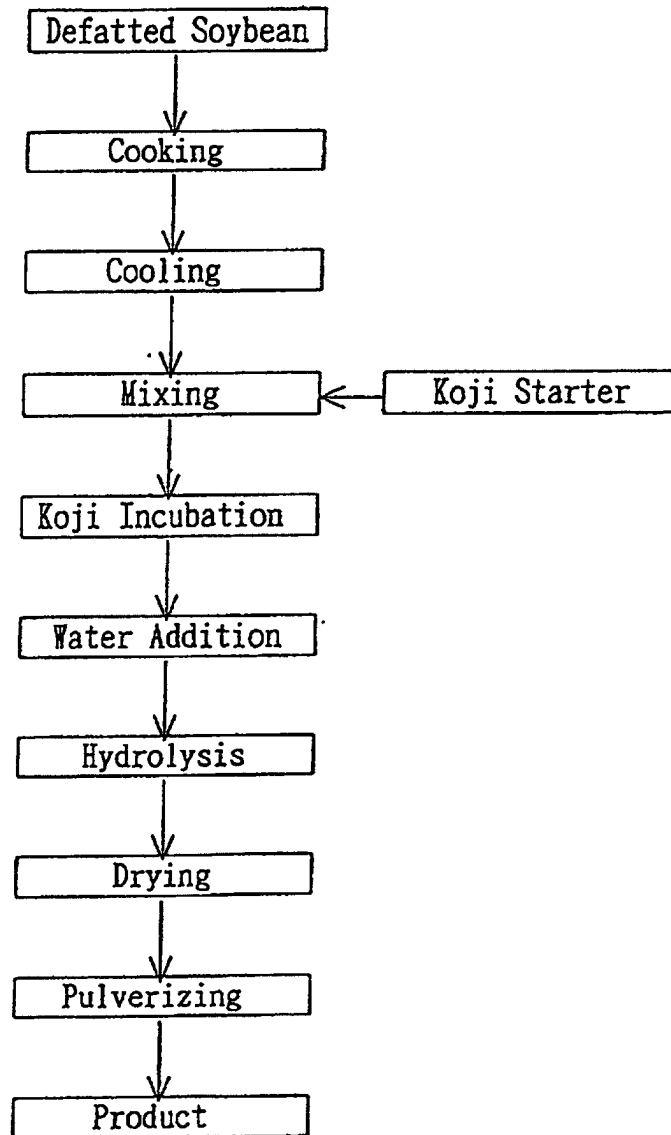 Defatted Soybean
Cooking
Cooling
Mixing
Koji Starter
Koji Incubation
Water Addition
Hydrolysis
Drying
Pulverizing
Product